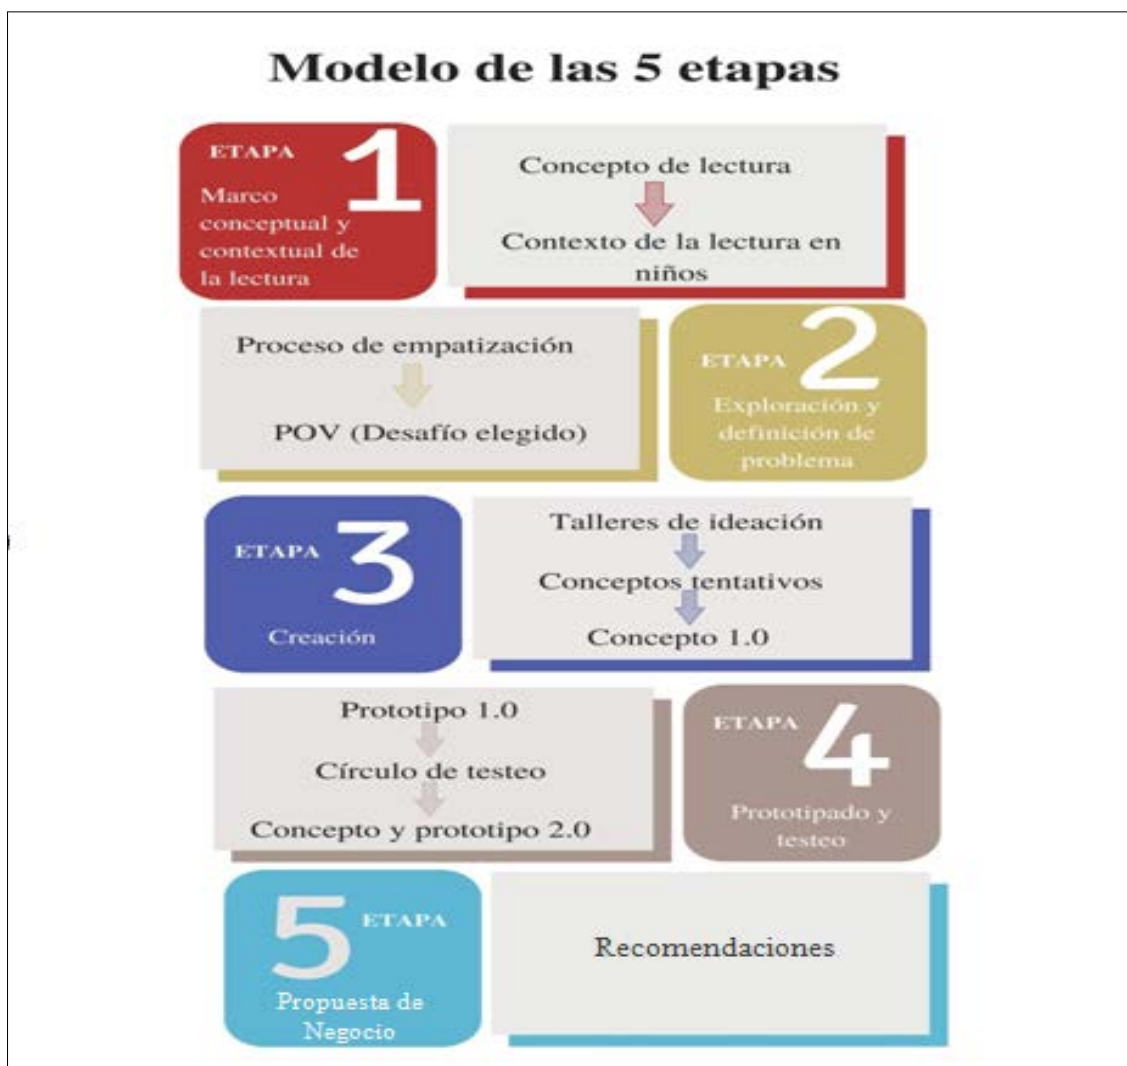 Modelo de las 5 etapas
ETAPA 1
Marco
conceptual y
contextual de
la lectura
Concepto de lectura
Contexto de la lectura en
niños
Proceso de empatización
POV (Desafío elegido)
ETAPA 2
Exploración y
definición de
problema
ETAPA 3
Creación
Talleres de ideación
Conceptos tentativos
Concepto 1.0
Prototipo 1.0
Círculo de testeo
Concepto y prototipo 2.0
ETAPA 4
Prototipado y
testeo
5 ETAPA
Propuesta de
Negocio
Recomendaciones